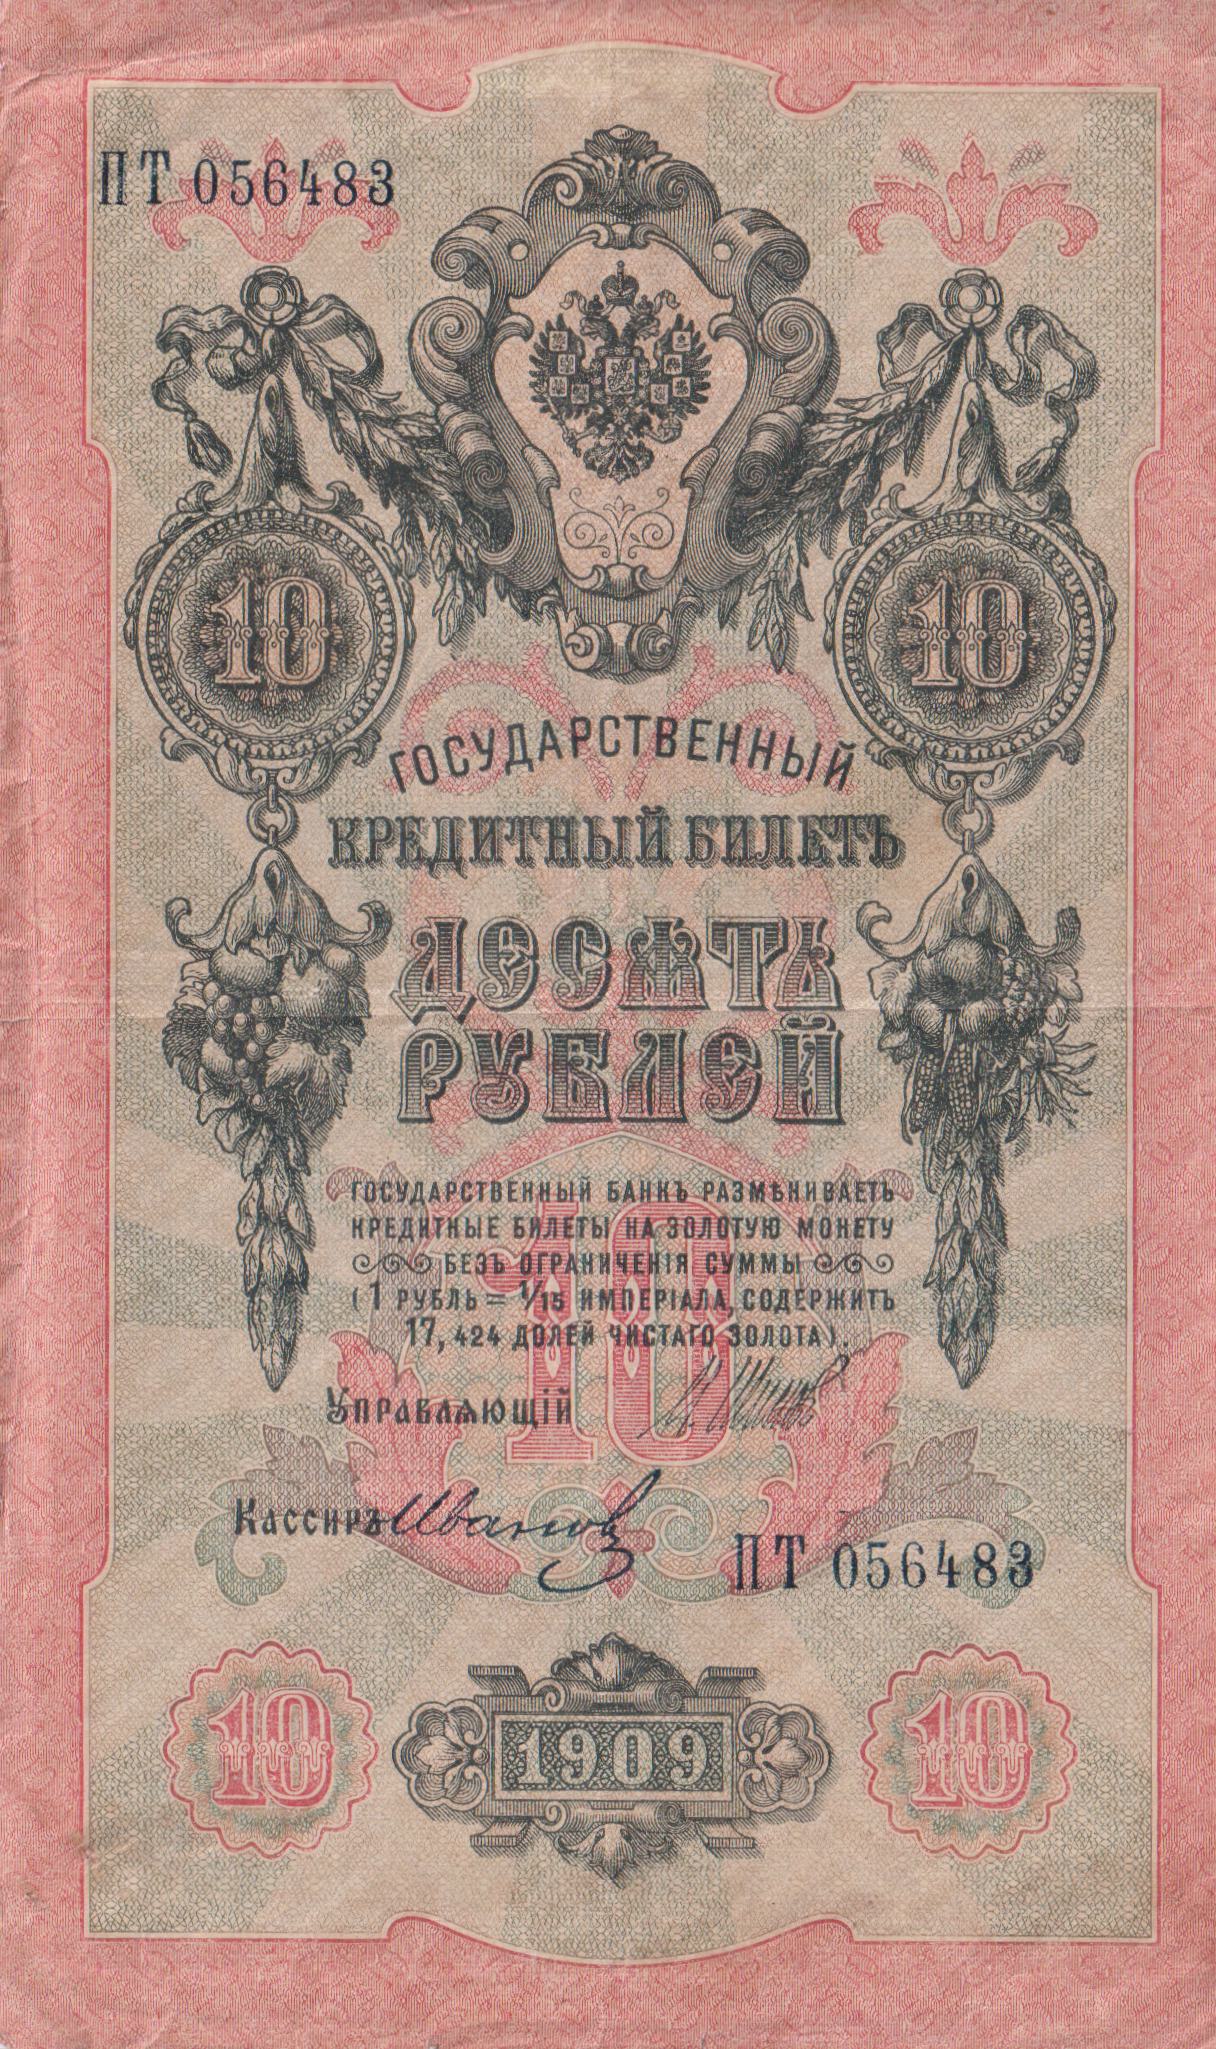 ПТ 056483
10 10
ГОСУДАРСТВЕННЫЙ
КРЕДИТНЫЙ БИЛЕТЪ
ДЕСЯТЬ
РУБЛЕЙ
ГОСУДАРСТВЕННЫЙ БАНКЪ РАЗМѢНИВАЕТЪ
КРЕДИТНЫЕ БИЛЕТЫ НА ЗОЛОТУЮ МОНЕТУ
БЕЗЪ ОГРАНИЧЕНІЯ СУММЫ
(1 РУБЛЬ = 1/15 ИМПЕРІАЛА, СОДЕРЖИТЪ
17,424 ДОЛЕЙ ЧИСТАГО ЗОЛОТА).
10
УПРАВЛЯЮЩІЙ
Кассиръ Иванов
ПТ 056483
10 1909 10